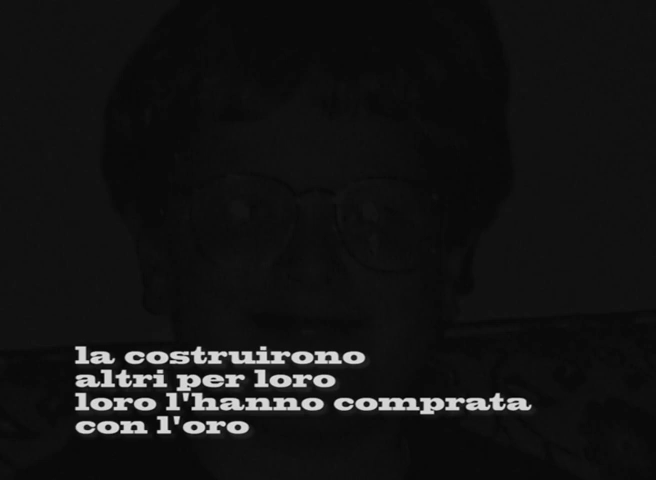 la costruirono
altri per loro
loro l'hanno comprata
con l'oro